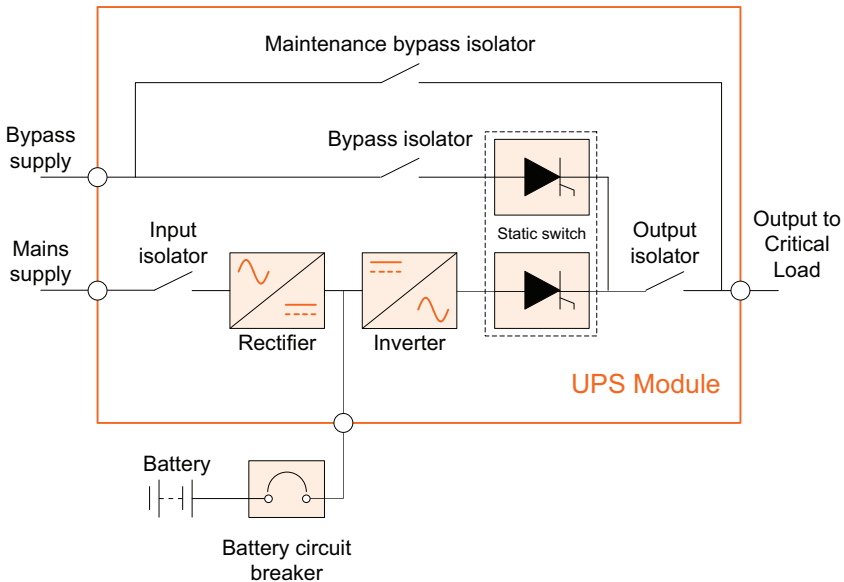 Maintenance bypass isolator
Bypass
supply
Bypass isolator
Static switch
Mains
supply
Input
isolator
Output
isolator
Output to
Critical
Load
Rectifier
Inverter
UPS Module
Battery
Battery circuit
breaker